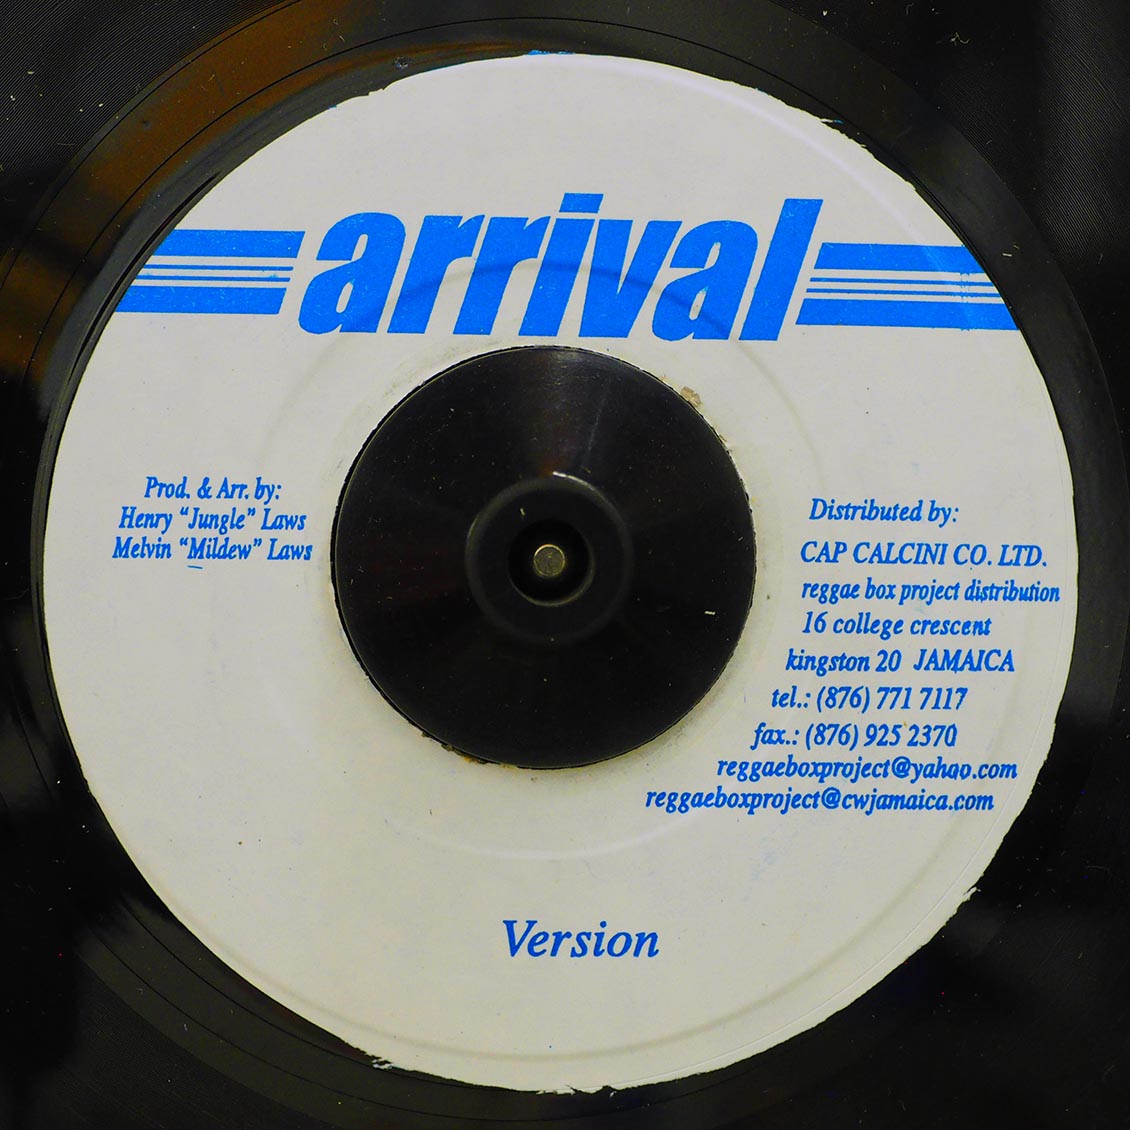 arrival
Prod. & Arr. by:
Henry "Jungle" Laws
Melvin "Mildew" Laws
Distributed by:
CAP CALCINI CO. LTD.
reggae box project distribution
16 college crescent
kingston 20 JAMAICA
tel.: (876) 771 7117
fax.: (876) 925 2370
reggaeboxproject@yahoo.com
reggaeboxproject@cwjamaica.com
Version